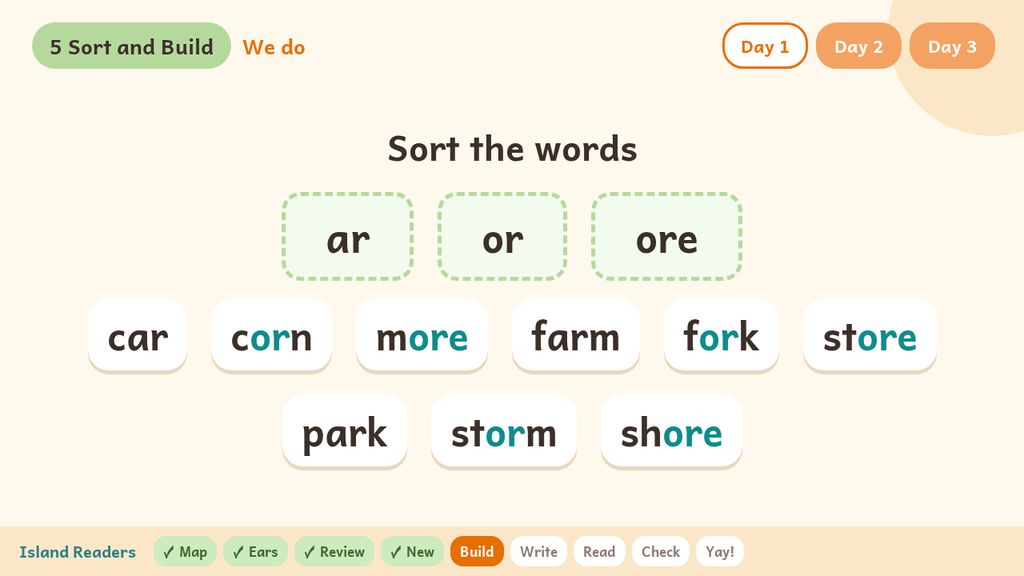 5 Sort and Build We do Day 1 Day 2 Day 3
Sort the words
ar or ore
car corn more farm fork store
park storm shore
Island Readers ✓ Map ✓ Ears ✓ Review ✓ New Build Write Read Check Yay!